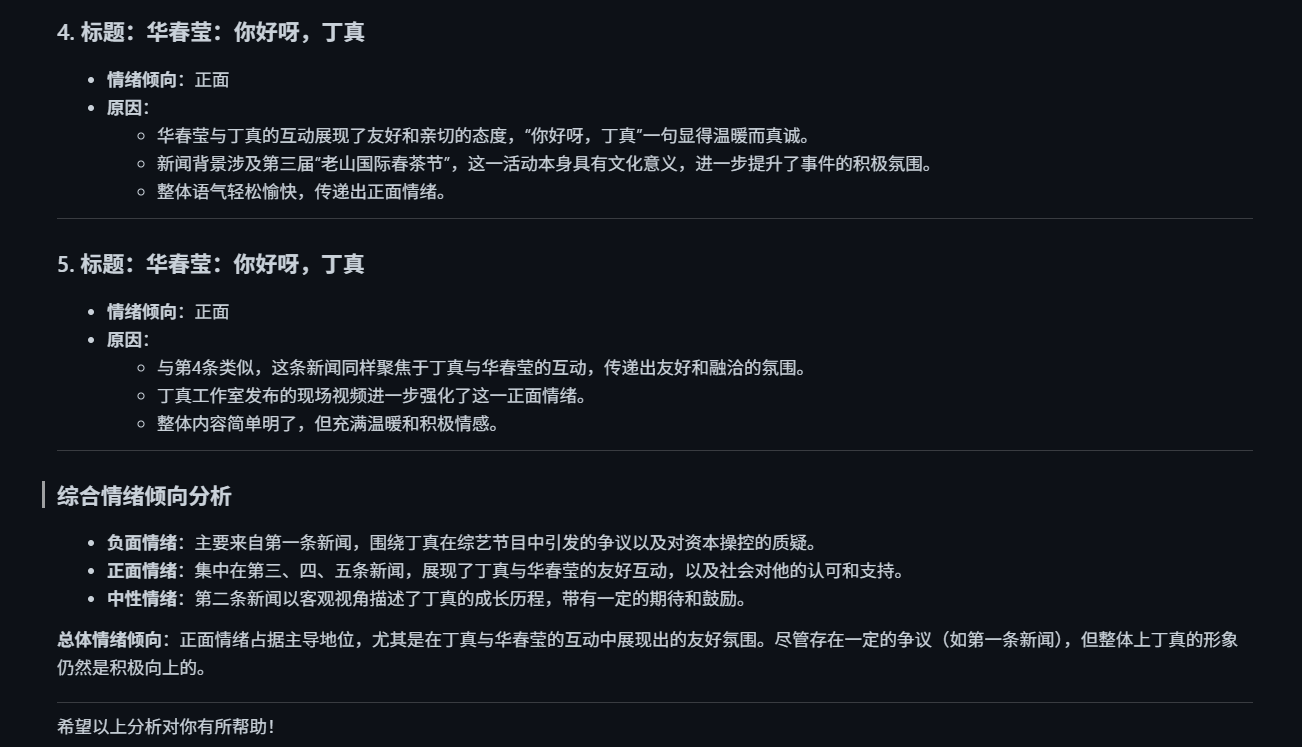 4. 标题：华春莹：你好呀，丁真
情绪倾向：正面
原因：
华春莹与丁真的互动展现了友好和亲切的态度，“你好呀，丁真”一句显得温暖而真诚。
新闻背景涉及第三届“老山国际春茶节”，这一活动本身具有文化意义，进一步提升了事件的积极氛围。
整体语气轻松愉快，传递出正面情绪。
5. 标题：华春莹：你好呀，丁真
情绪倾向：正面
原因：
与第4条类似，这条新闻同样聚焦于丁真与华春莹的互动，传递出友好和融洽的氛围。
丁真工作室发布的现场视频进一步强化了这一正面情绪。
整体内容简单明了，但充满温暖和积极情感。
综合情绪倾向分析
负面情绪：主要来自第一条新闻，围绕丁真在综艺节目中引发的争议以及对资本操控的质疑。
正面情绪：集中在第三、四、五条新闻，展现了丁真与华春莹的友好互动，以及社会对他的认可和支持。
中性情绪：第二条新闻以客观视角描述了丁真的成长历程，带有一定的期待和鼓励。
总体情绪倾向：正面情绪占据主导地位，尤其是在丁真与华春莹的互动中展现出的友好氛围。尽管存在一定的争议（如第一条新闻），但整体上丁真的形象
仍然是积极向上的。
希望以上分析对你有所帮助！